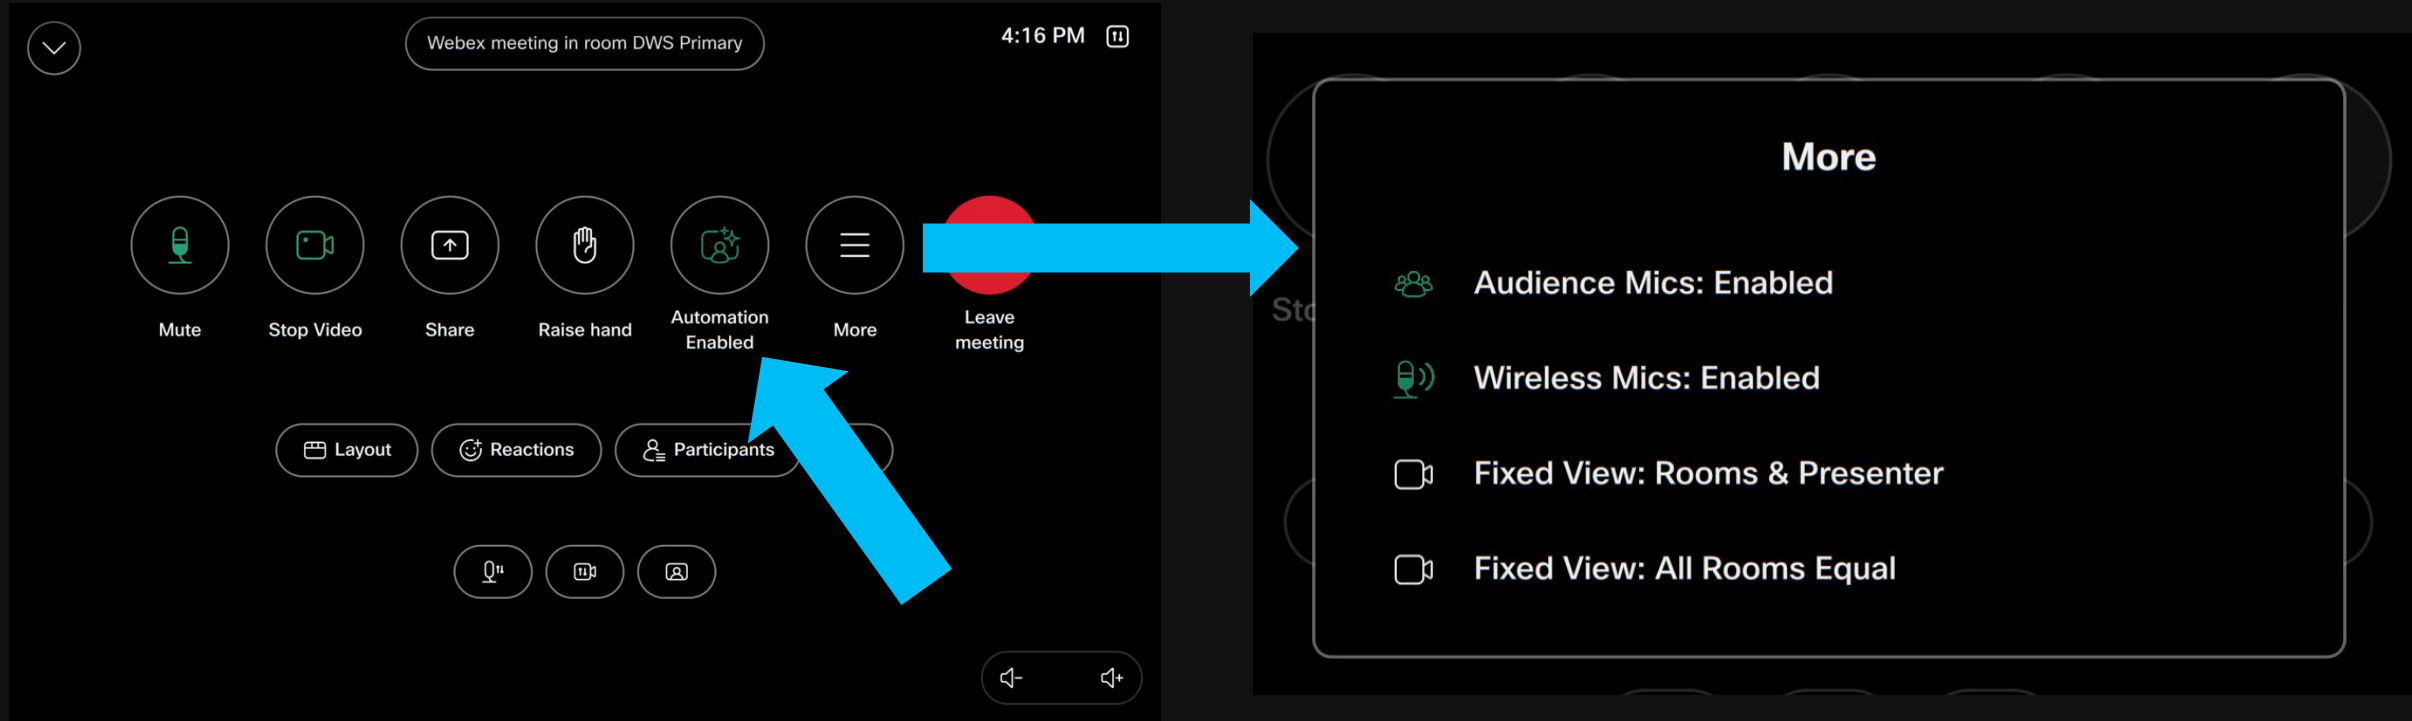 Webex meeting in room DWS Primary
4:16 PM
Mute
Stop Video
Share
Raise hand
Automation
Enabled
More
Leave
meeting
Layout
Reactions
Participants
More
Audience Mics: Enabled
Wireless Mics: Enabled
Fixed View: Rooms & Presenter
Fixed View: All Rooms Equal